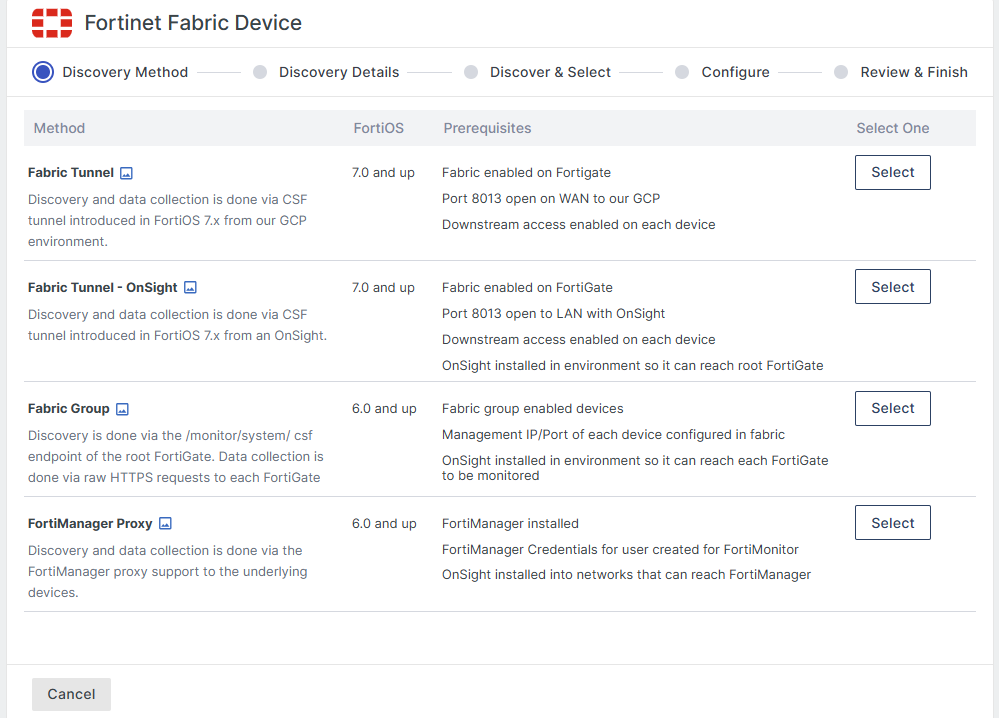 Fortinet Fabric Device
Discovery Method Discovery Details Discover & Select Configure Review & Finish
Method FortiOS Prerequisites Select One
Fabric Tunnel 7.0 and up Fabric enabled on Fortigate Select
Discovery and data collection is done via CSF Port 8013 open on WAN to our GCP
tunnel introduced in FortiOS 7.x from our GCP Downstream access enabled on each device
environment.
Fabric Tunnel - OnSight 7.0 and up Fabric enabled on FortiGate Select
Discovery and data collection is done via CSF Port 8013 open to LAN with OnSight
tunnel introduced in FortiOS 7.x from an OnSight. Downstream access enabled on each device
OnSight installed in environment so it can reach root FortiGate
Fabric Group 6.0 and up Fabric group enabled devices Select
Discovery is done via the /monitor/system/ csf Management IP/Port of each device configured in fabric
endpoint of the root FortiGate. Data collection is OnSight installed in environment so it can reach each FortiGate
done via raw HTTPS requests to each FortiGate to be monitored
FortiManager Proxy 6.0 and up FortiManager installed Select
Discovery and data collection is done via the FortiManager Credentials for user created for FortiMonitor
FortiManager proxy support to the underlying OnSight installed into networks that can reach FortiManager
devices.
Cancel